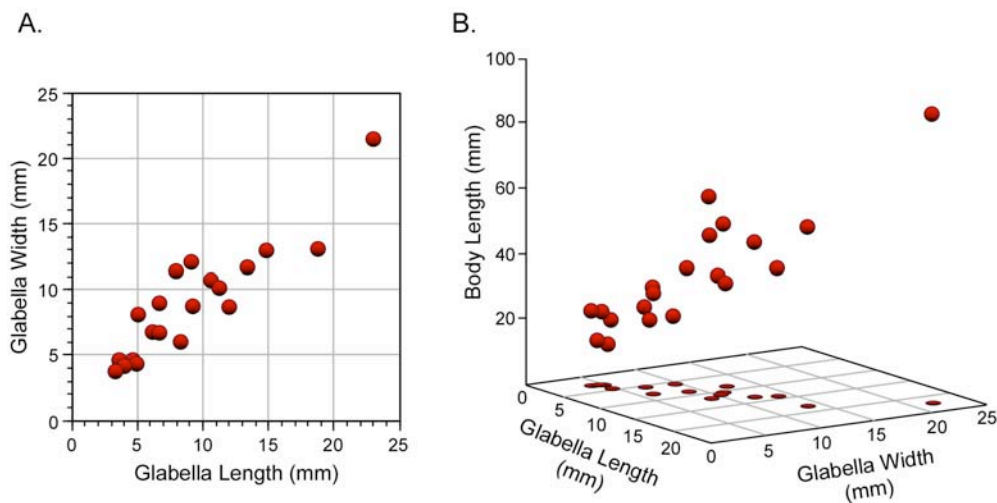 A.
25
20
15
10
5
0
Glabella Width (mm)
0 5 10 15 20 25
Glabella Length (mm)
B.
100
80
60
40
20
0
Body Length (mm)
0 5 10 15 20
Glabella Length
(mm)
0 5 10 15 20 25
Glabella Width
(mm)